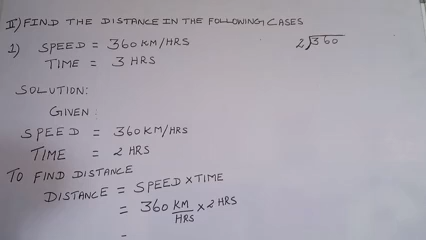 II) FIND THE DISTANCE IN THE FOLLOWING CASES
1) SPEED = 360 KM/HRS
2)360
TIME = 3 HRS
SOLUTION:
GIVEN:
SPEED = 360 KM/HRS
TIME = 2 HRS
TO FIND DISTANCE
DISTANCE = SPEED × TIME
= 360 KM/HRS × 2 HRS
=